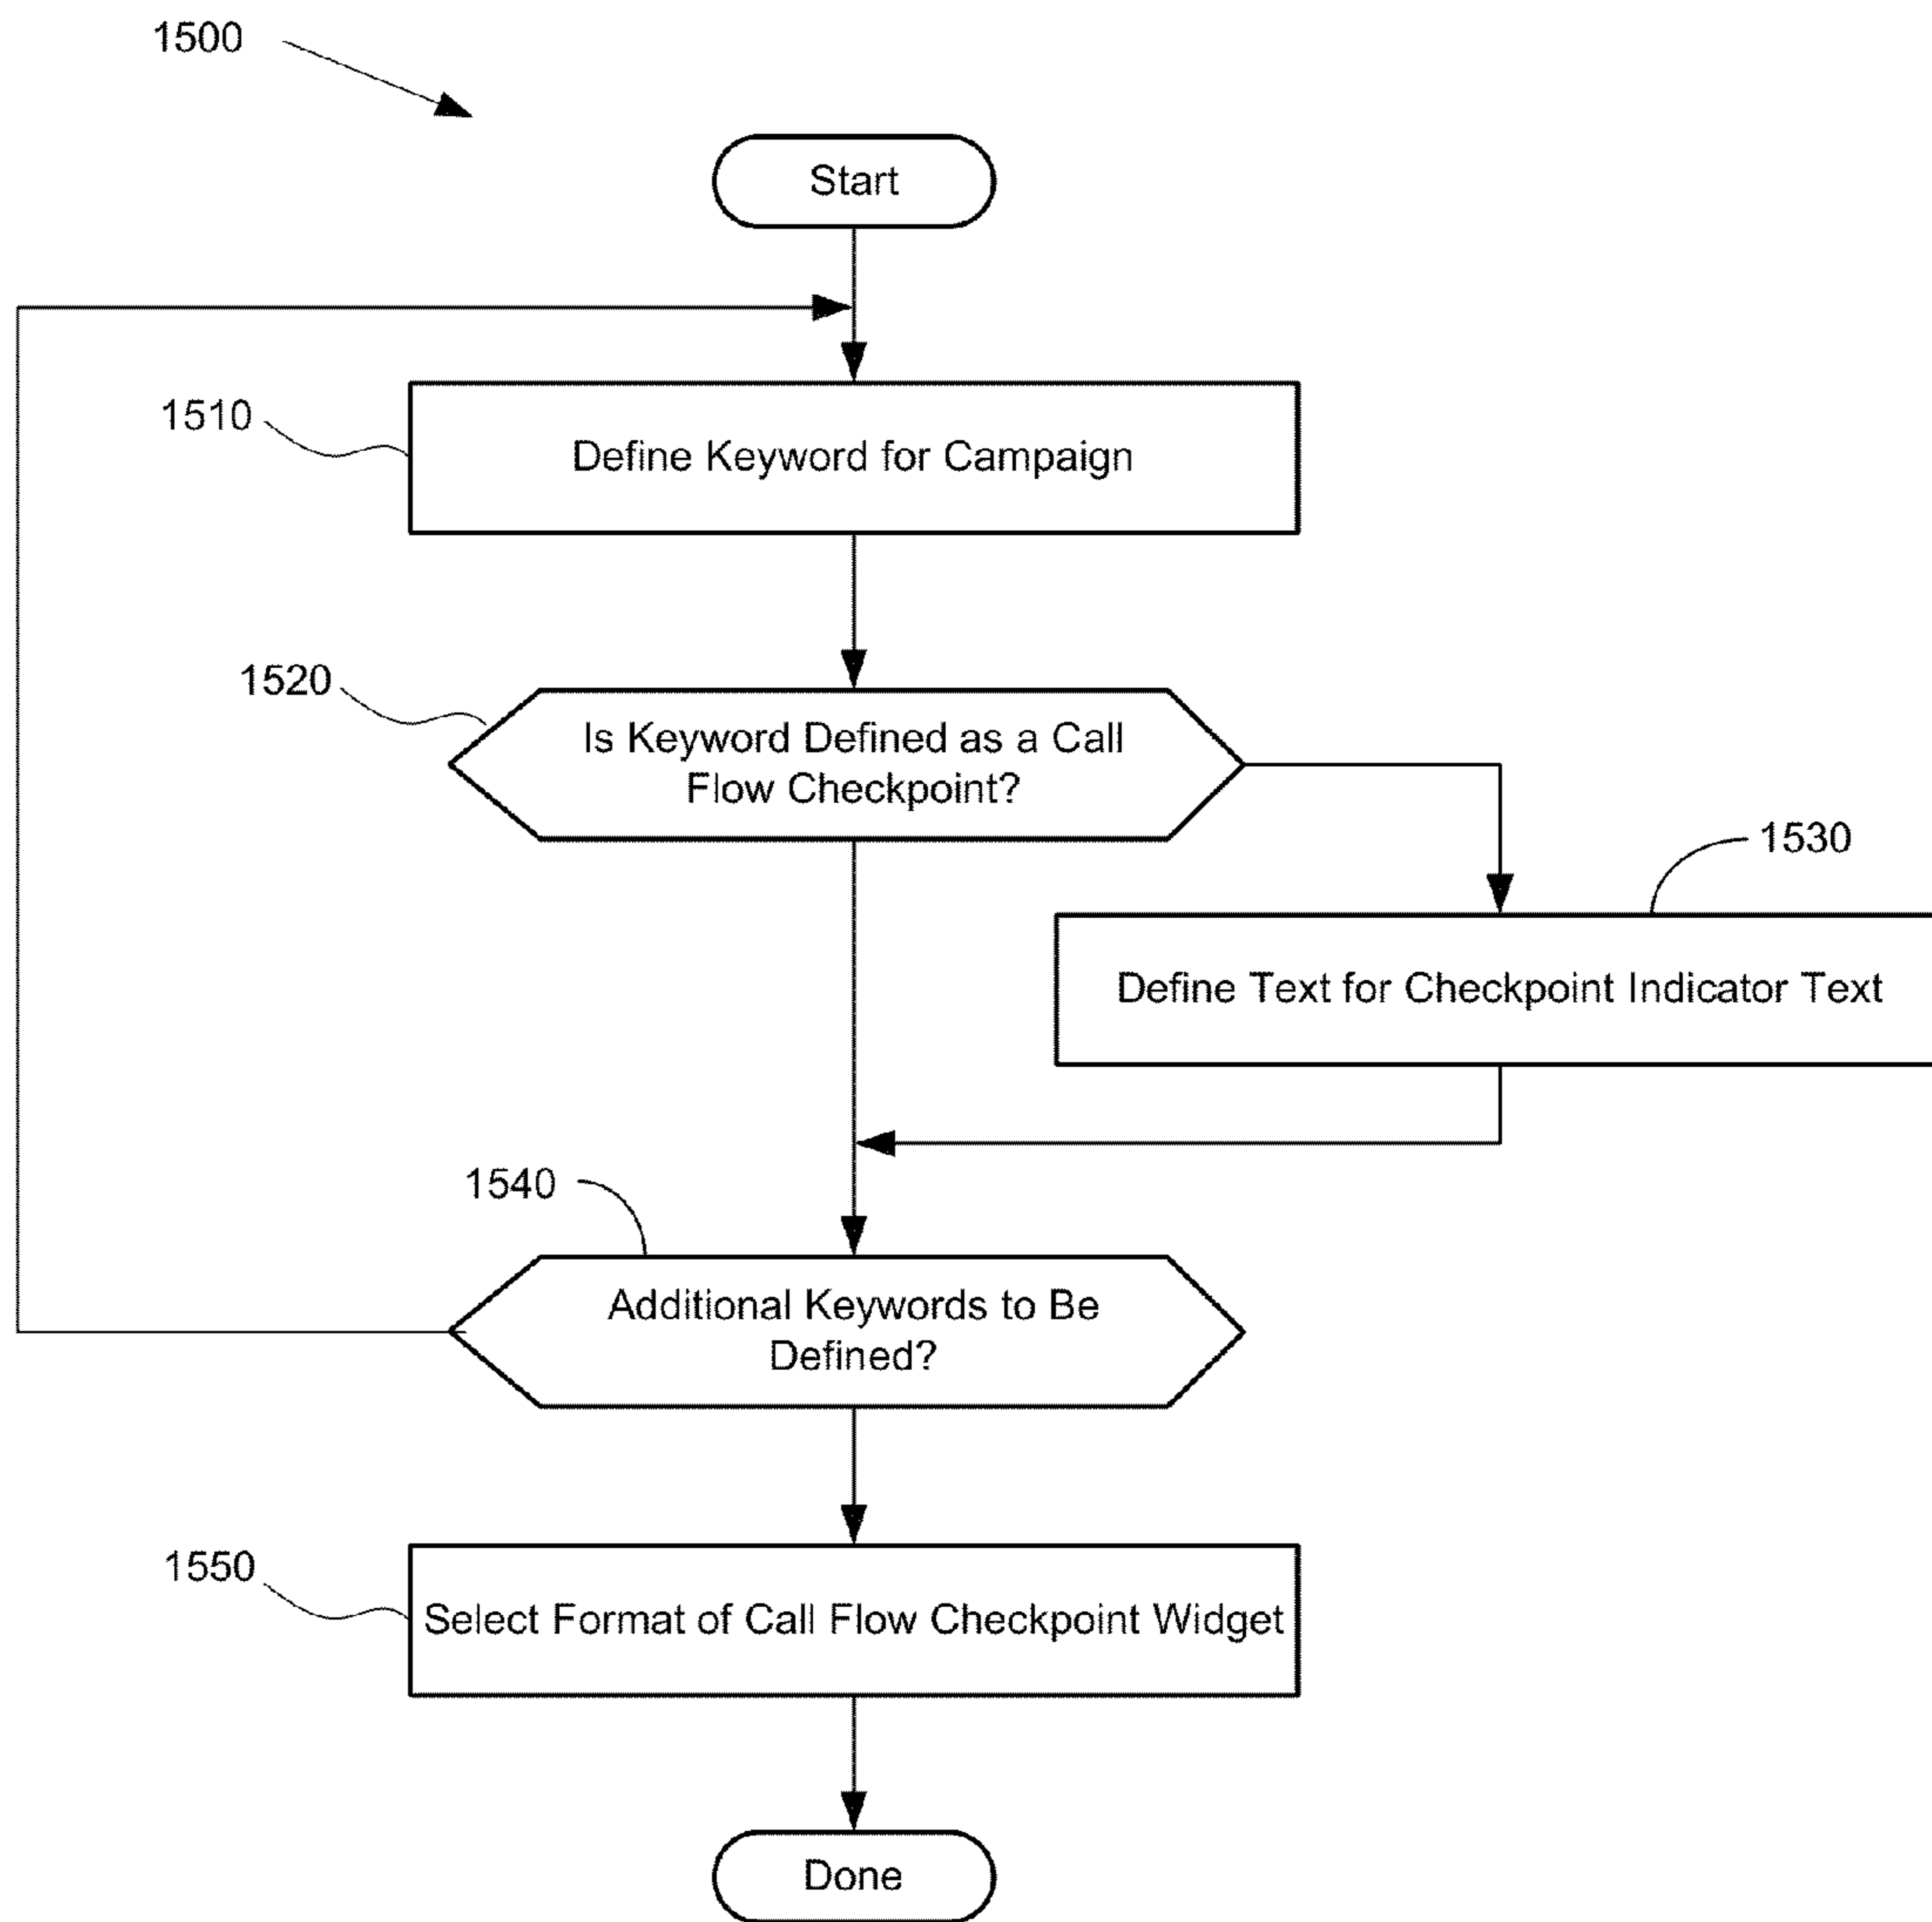 1500
Start
1510
Define Keyword for Campaign
1520
Is Keyword Defined as a Call
Flow Checkpoint?
1530
Define Text for Checkpoint Indicator Text
1540
Additional Keywords to Be
Defined?
1550
Select Format of Call Flow Checkpoint Widget
Done